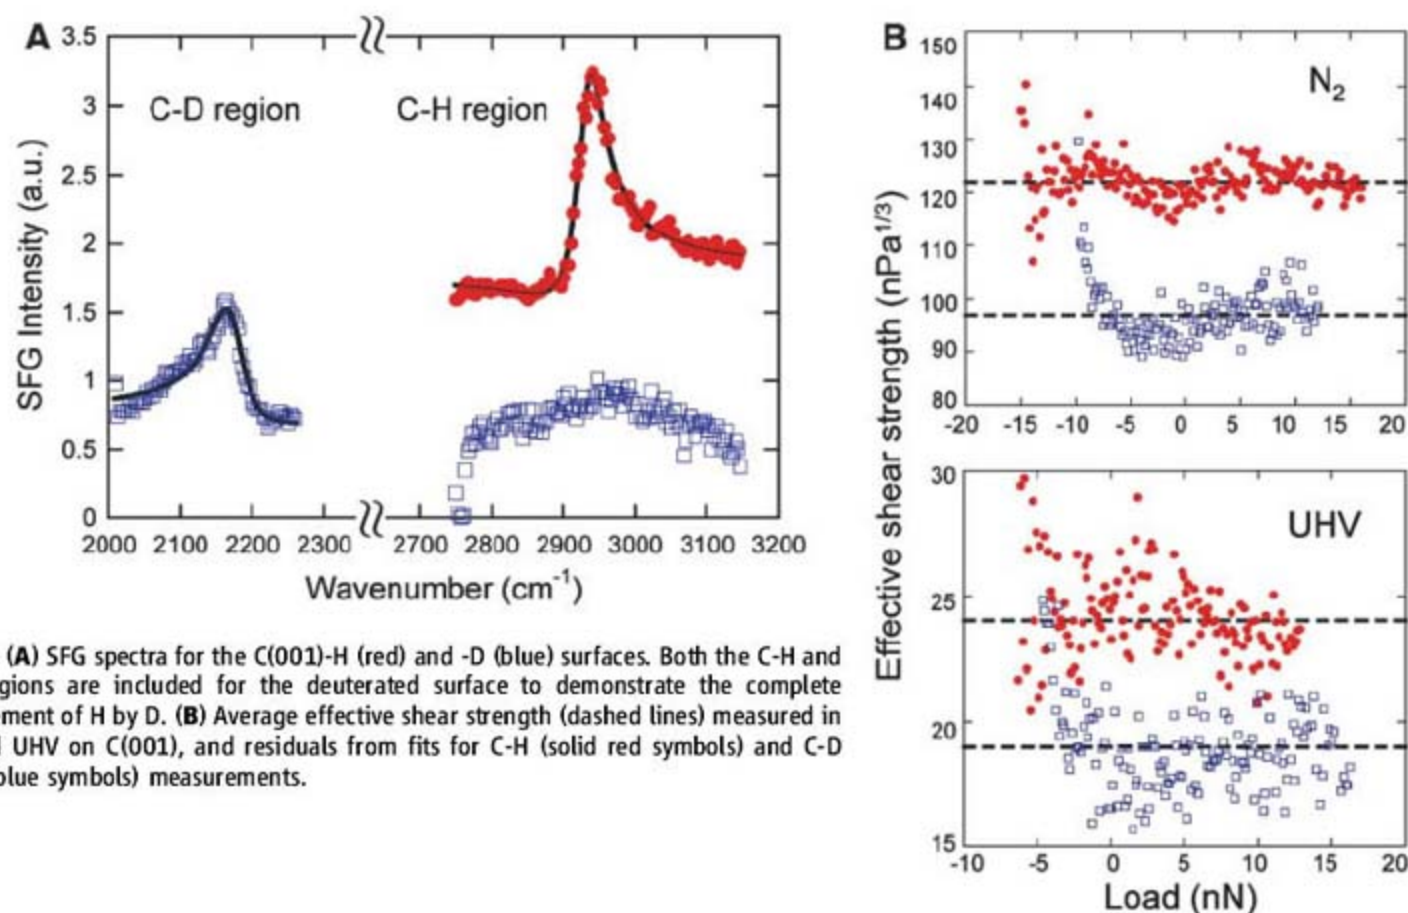 A
3.5
3
2.5
2
1.5
1
0.5
0
SFG Intensity (a.u.)
C-D region
C-H region
2000 2100 2200 2300 2700 2800 2900 3000 3100 3200
Wavenumber (cm-1)
(A) SFG spectra for the C(001)-H (red) and -D (blue) surfaces. Both the C-H and
gions are included for the deuterated surface to demonstrate the complete
ment of H by D. (B) Average effective shear strength (dashed lines) measured in
UHV on C(001), and residuals from fits for C-H (solid red symbols) and C-D
blue symbols) measurements.
B
150
140
130
120
110
100
90
80
N2
-20 -15 -10 -5 0 5 10 15 20
Effective shear strength (nPa1/3)
30
25
20
15
UHV
-10 -5 0 5 10 15 20
Load (nN)